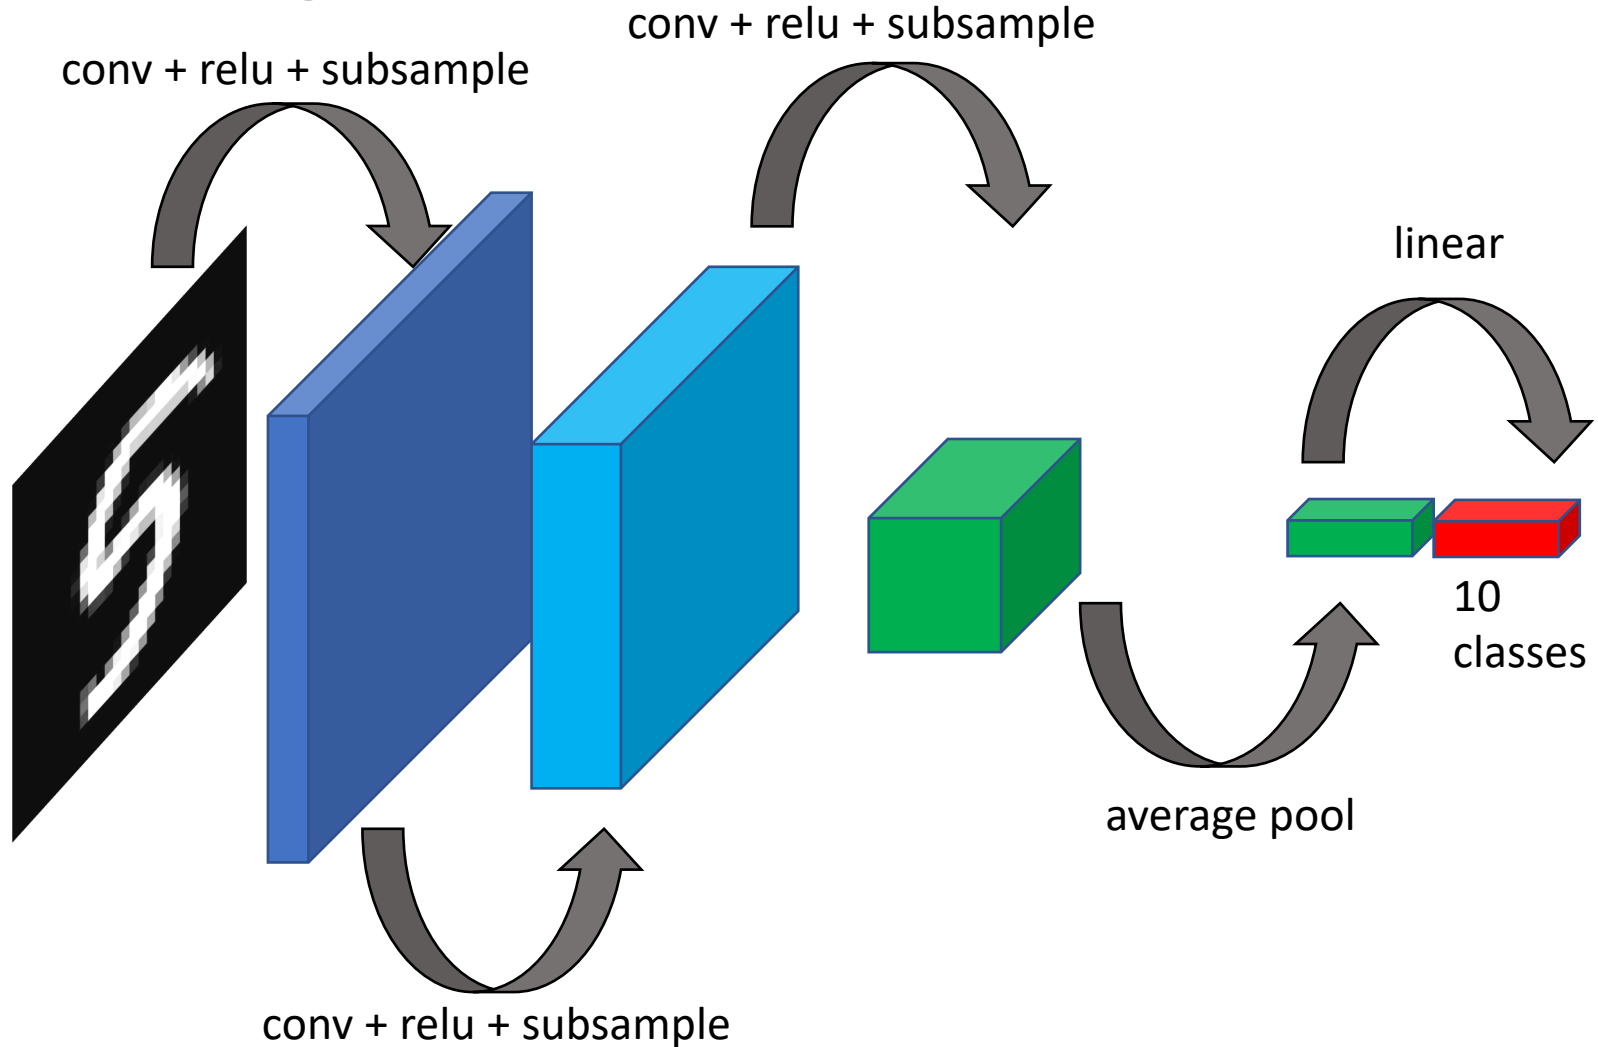 conv + relu + subsample
conv + relu + subsample
linear
10
classes
average pool
conv + relu + subsample